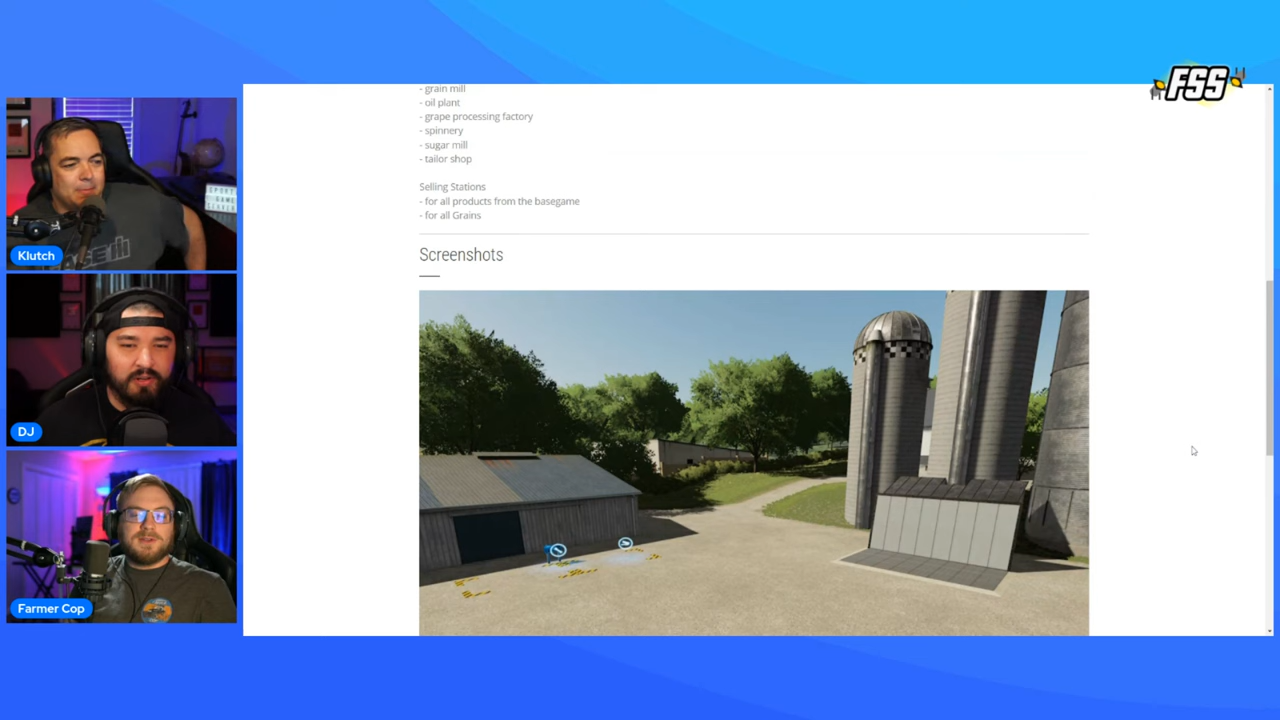 FSS
- grain mill
- oil plant
- grape processing factory
- spinnery
- sugar mill
- tailor shop
Selling Stations
- for all products from the basegame
- for all Grains
Screenshots
Klutch
DJ
Farmer Cop